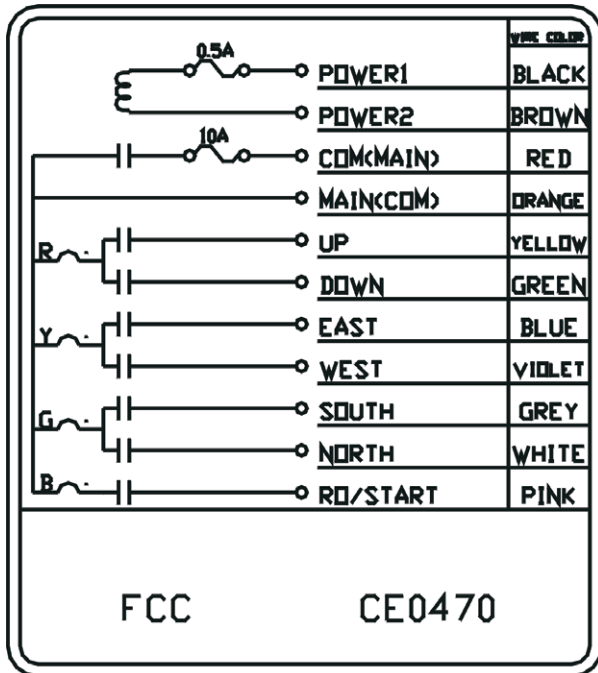 WIRE COLOR
0.5A
POWER1 BLACK
POWER2 BROWN
10A
COM(MAIN) RED
MAIN(COM) ORANGE
UP YELLOW
R
DOWN GREEN
EAST BLUE
Y
WEST VIOLET
SOUTH GREY
G
NORTH WHITE
B
RO/START PINK
FCC CE0470